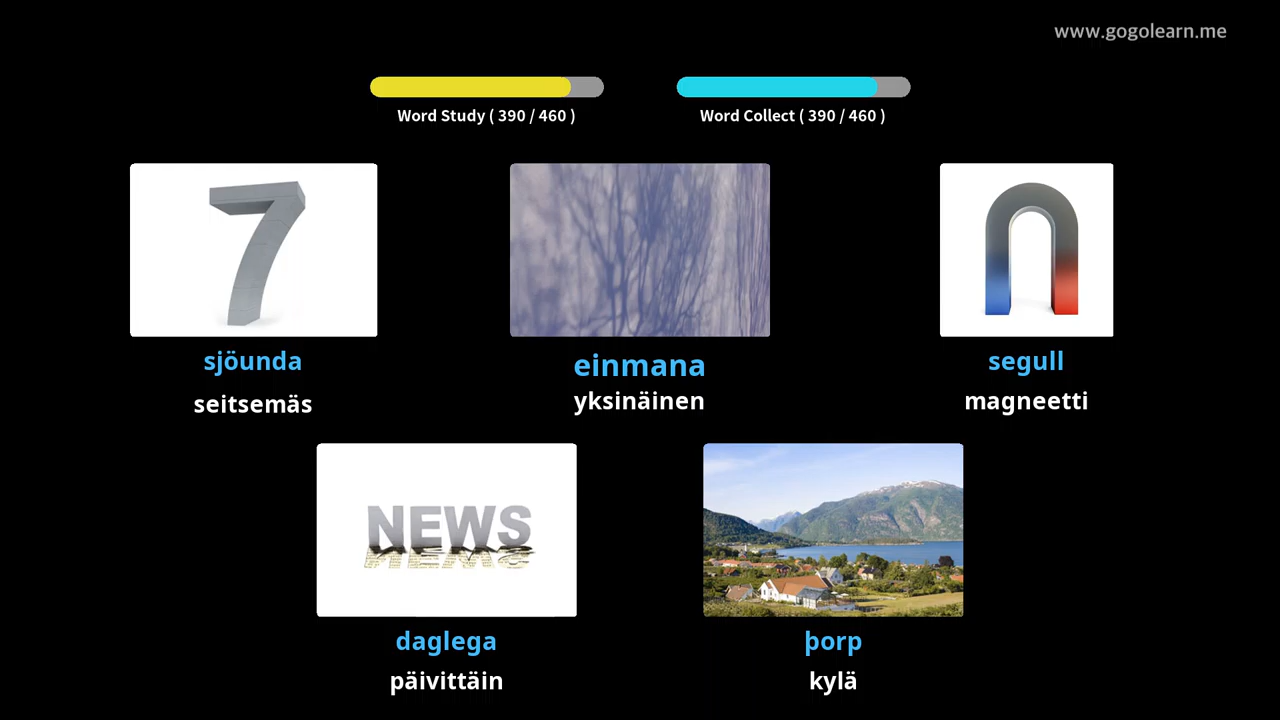 www.gogolearn.me
Word Study ( 390 / 460 )
Word Collect ( 390 / 460 )
7
sjöunda
seitsemäs
einmana
yksinäinen
segull
magneetti
NEWS
daglega
päivittäin
þorp
kylä